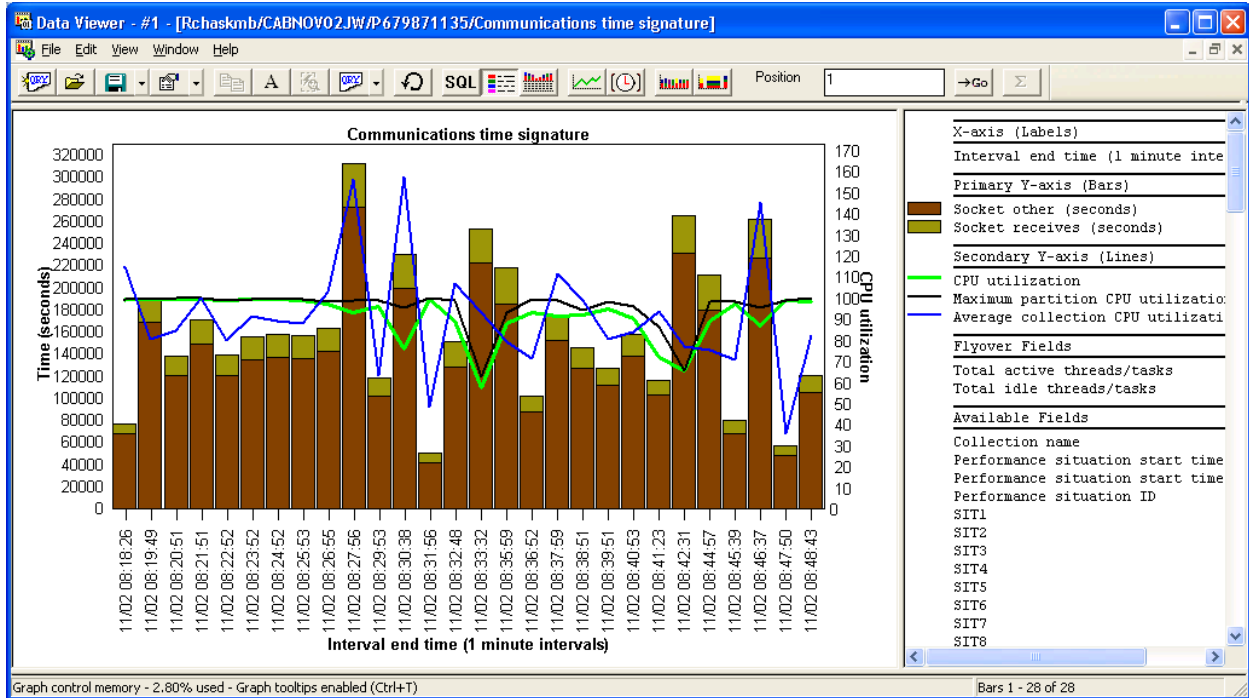 Data Viewer - #1 - [Rchaskmb/CABNOVO2JW/P679871135/Communications time signature]
File Edit View Window Help
QRY A QRY SQL Position 1 →Go Σ
Communications time signature
Time (seconds)
320000
300000
280000
260000
240000
220000
200000
180000
160000
140000
120000
100000
80000
60000
40000
20000
0
170
160
150
140
130
120
110
100
90
80
70
60
50
40
30
20
10
0
CPU utilization
11/02 08:18:26
11/02 08:19:49
11/02 08:20:51
11/02 08:21:51
11/02 08:22:52
11/02 08:23:52
11/02 08:24:52
11/02 08:25:53
11/02 08:26:55
11/02 08:27:56
11/02 08:29:53
11/02 08:30:38
11/02 08:31:56
11/02 08:32:48
11/02 08:33:32
11/02 08:35:59
11/02 08:36:52
11/02 08:37:59
11/02 08:38:51
11/02 08:39:51
11/02 08:40:53
11/02 08:41:23
11/02 08:42:31
11/02 08:44:57
11/02 08:45:39
11/02 08:46:37
11/02 08:47:50
11/02 08:48:43
Interval end time (1 minute intervals)
X-axis (Labels)
Interval end time (1 minute inte
Primary Y-axis (Bars)
Socket other (seconds)
Socket receives (seconds)
Secondary Y-axis (Lines)
CPU utilization
Maximum partition CPU utilizatio
Average collection CPU utilizati
Flyover Fields
Total active threads/tasks
Total idle threads/tasks
Available Fields
Collection name
Performance situation start time
Performance situation start time
Performance situation ID
SIT1
SIT2
SIT3
SIT4
SIT5
SIT6
SIT7
SIT8
Graph control memory - 2.80% used - Graph tooltips enabled (Ctrl+T)
Bars 1 - 28 of 28